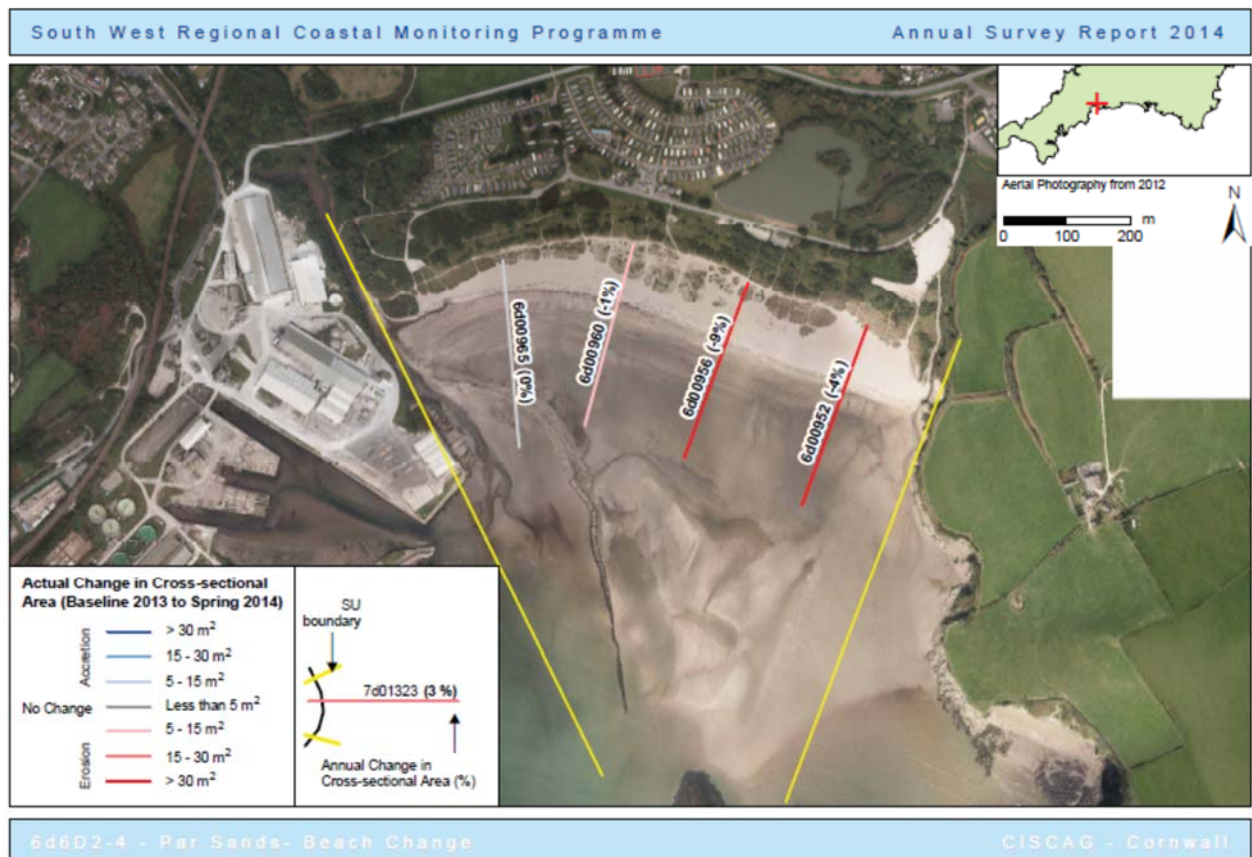 South West Regional Coastal Monitoring Programme Annual Survey Report 2014
Aerial Photography from 2012
N
m
0 100 200
6d00965 (0%)
6d00960 (-1%)
6d00956 (-9%)
6d00952 (-4%)
Actual Change in Cross-sectional
Area (Baseline 2013 to Spring 2014)
Accretion
> 30 m²
15 - 30 m²
5 - 15 m²
No Change
Less than 5 m²
Erosion
5 - 15 m²
15 - 30 m²
> 30 m²
SU
boundary
7d01323 (3 %)
Annual Change in
Cross-sectional Area (%)
6d6D2-4 - Par Sands- Beach Change CISCAG - Cornwall